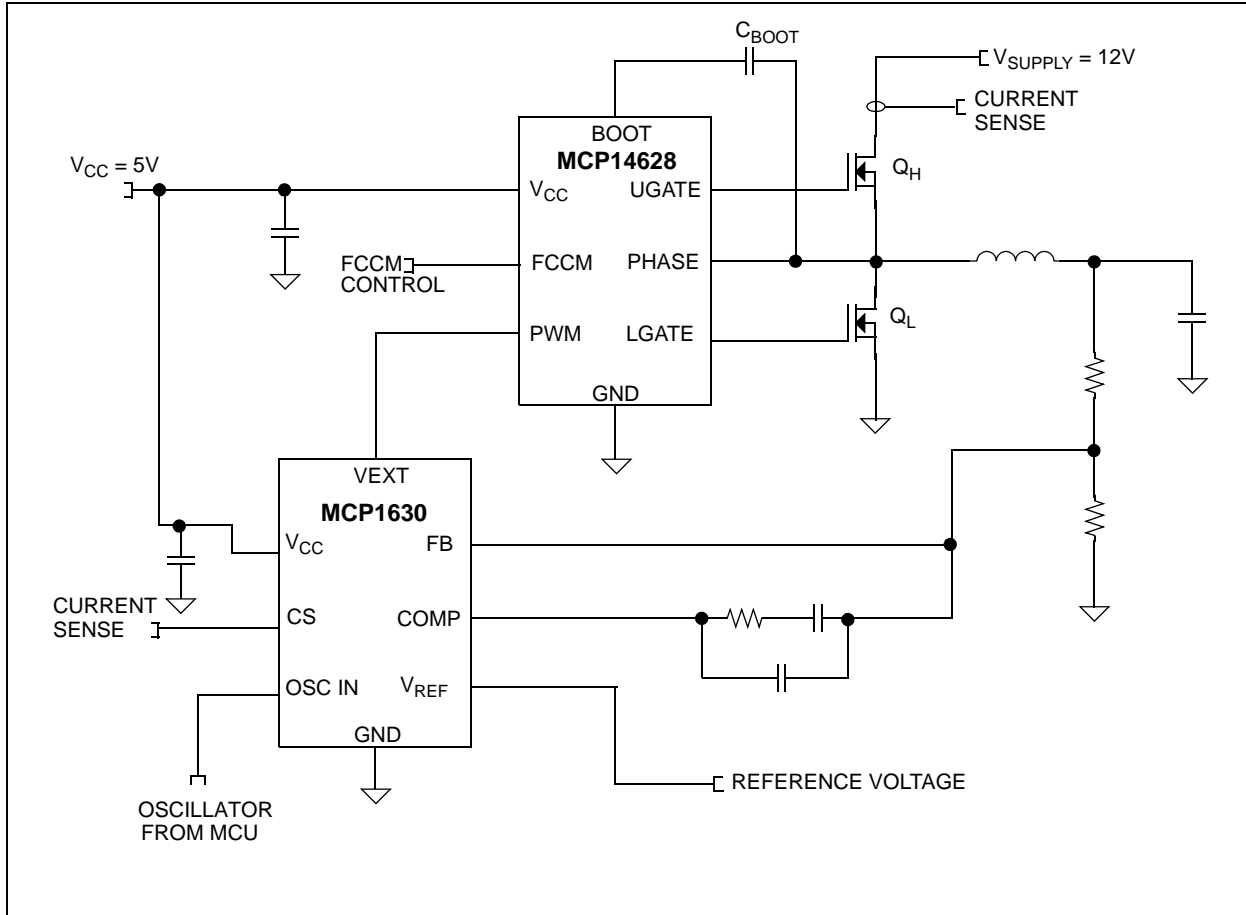 C_BOOT
V_SUPPLY = 12V
CURRENT
SENSE
BOOT
MCP14628
V_CC = 5V
V_CC
UGATE
Q_H
FCCM
CONTROL
FCCM
PHASE
PWM
LGATE
Q_L
GND
VEXT
MCP1630
V_CC
FB
CURRENT
SENSE
CS
COMP
OSC IN
V_REF
GND
REFERENCE VOLTAGE
OSCILLATOR
FROM MCU